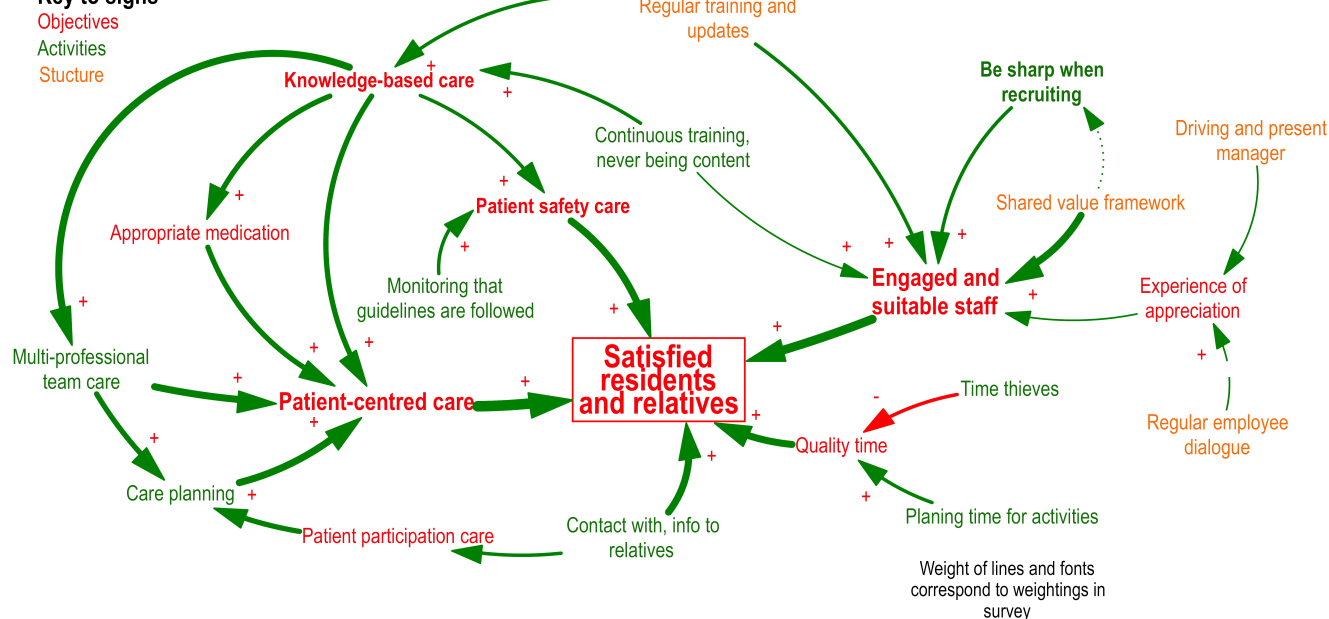 Key to signs
Objectives
Activities
Stucture
Regular training and
updates
Knowledge-based care
+
+
Be sharp when
recruiting
Continuous training,
never being content
Driving and present
manager
+
+
Patient safety care
Shared value framework
Appropriate medication
+
+
+
+
Monitoring that
guidelines are followed
Engaged and
suitable staff
Experience of
appreciation
+
+
+
+
Multi-professional
team care
+
+
+
Satisfied
residents
and relatives
+
+
Patient-centred care
+
+
Time thieves
-
+
Quality time
Regular employee
dialogue
+
+
Care planning
+
+
Planing time for activities
Patient participation care
Contact with, info to
relatives
Weight of lines and fonts
correspond to weightings in
survey